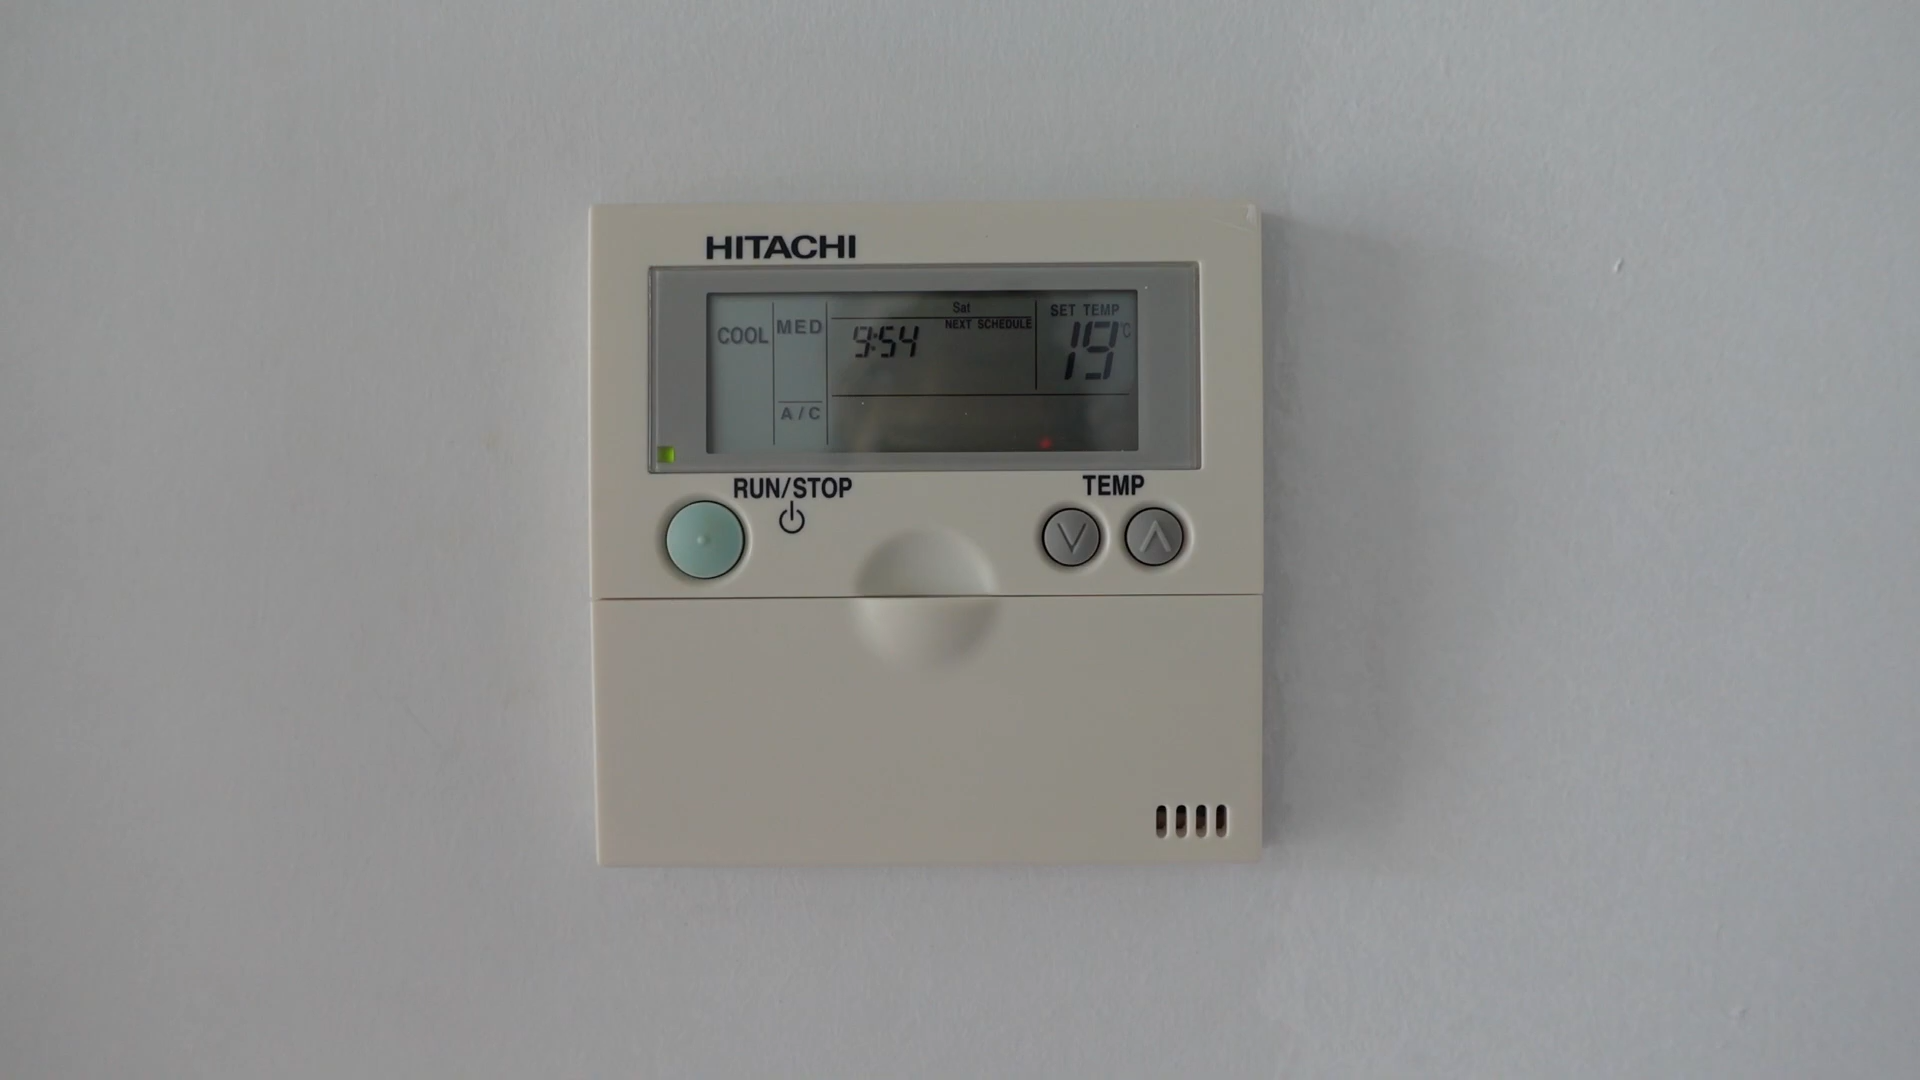 HITACHI
COOL
MED
A/C
Sat
NEXT SCHEDULE
9:54
SET TEMP
19°C
RUN/STOP
TEMP